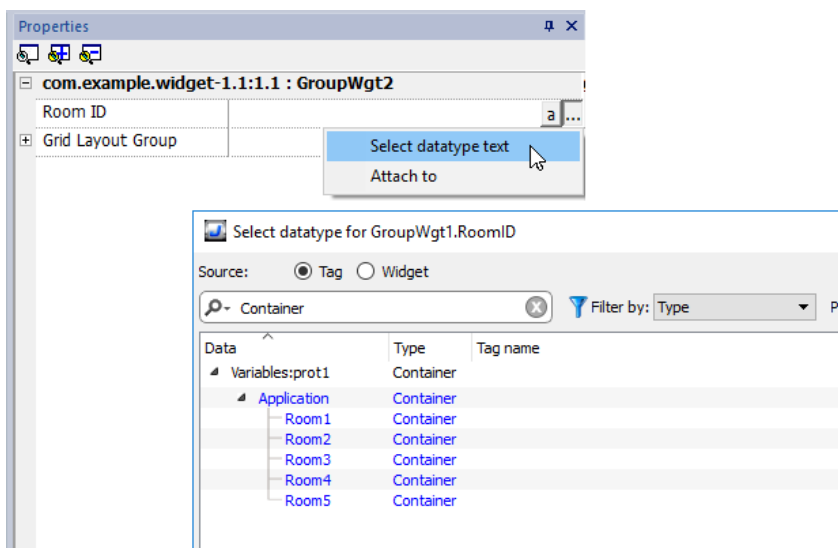 Properties
com.example.widget-1.1:1.1 : GroupWgt2
Room ID a ...
Grid Layout Group
Select datatype text
Attach to
Select datatype for GroupWgt1.RoomID
Source: Tag Widget
Container Filter by: Type P
Data Type Tag name
Variables:prot1 Container
Application Container
Room1 Container
Room2 Container
Room3 Container
Room4 Container
Room5 Container